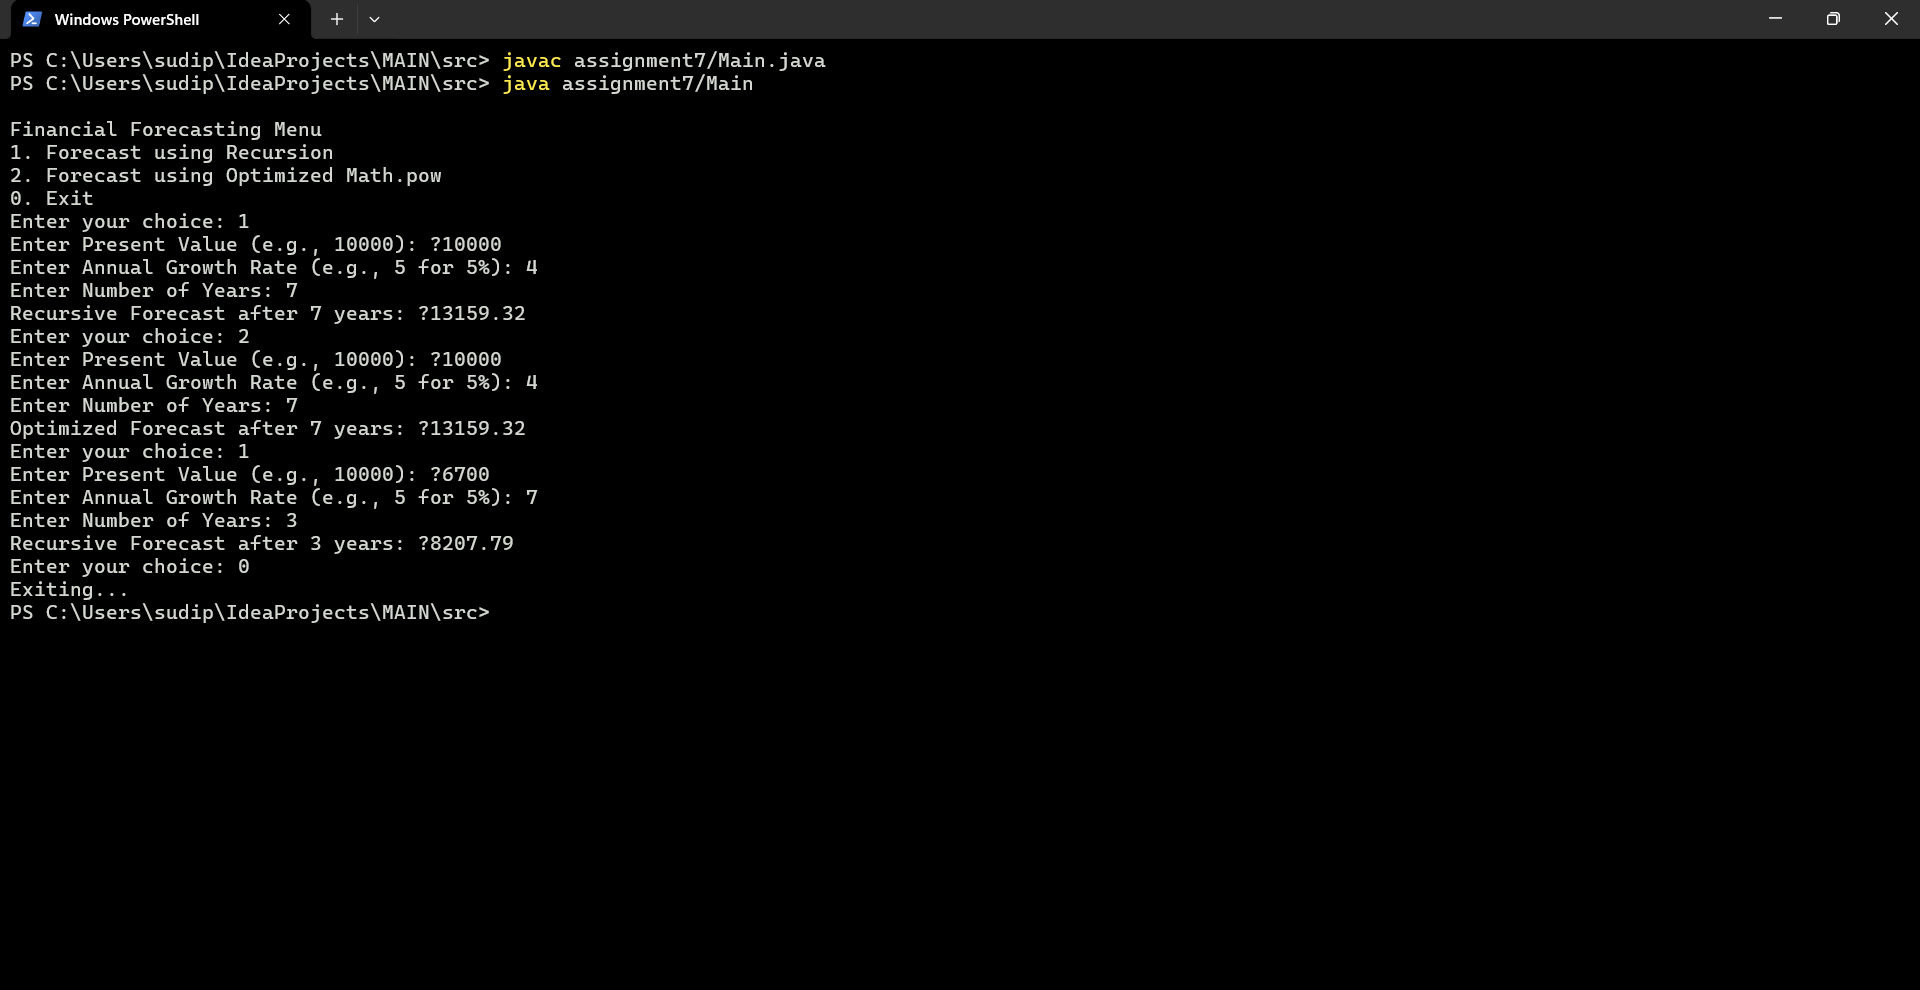 Windows PowerShell
PS C:\Users\sudip\IdeaProjects\MAIN\src> javac assignment7/Main.java
PS C:\Users\sudip\IdeaProjects\MAIN\src> java assignment7/Main
Financial Forecasting Menu
1. Forecast using Recursion
2. Forecast using Optimized Math.pow
0. Exit
Enter your choice: 1
Enter Present Value (e.g., 10000): ?10000
Enter Annual Growth Rate (e.g., 5 for 5%): 4
Enter Number of Years: 7
Recursive Forecast after 7 years: ?13159.32
Enter your choice: 2
Enter Present Value (e.g., 10000): ?10000
Enter Annual Growth Rate (e.g., 5 for 5%): 4
Enter Number of Years: 7
Optimized Forecast after 7 years: ?13159.32
Enter your choice: 1
Enter Present Value (e.g., 10000): ?6700
Enter Annual Growth Rate (e.g., 5 for 5%): 7
Enter Number of Years: 3
Recursive Forecast after 3 years: ?8207.79
Enter your choice: 0
Exiting...
PS C:\Users\sudip\IdeaProjects\MAIN\src>